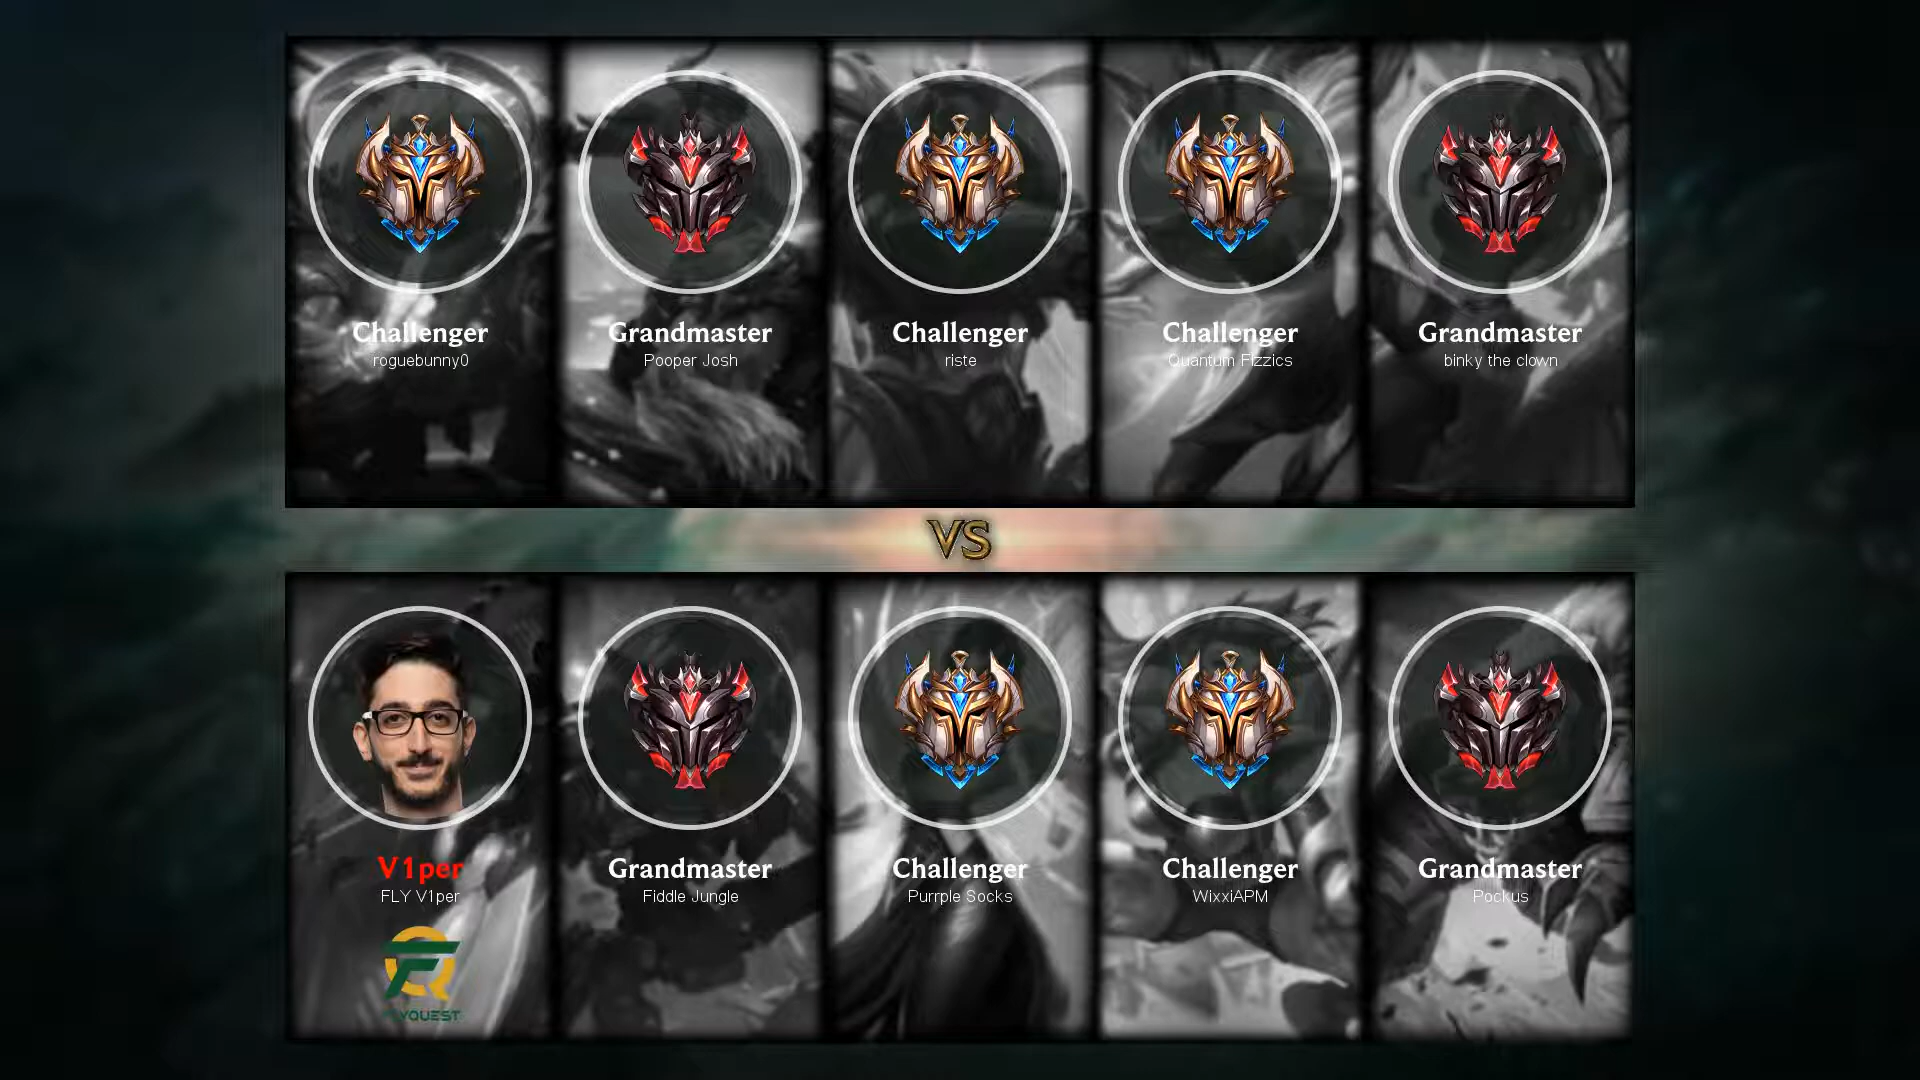 Challenger
roguebunny0
Grandmaster
Pooper Josh
Challenger
riste
Challenger
Quantum Fizzics
Grandmaster
binky the clown
VS
V1per
FLY V1per
Grandmaster
Fiddle Jungle
Challenger
Purrple Socks
Challenger
WixxiAPM
Grandmaster
Pockus